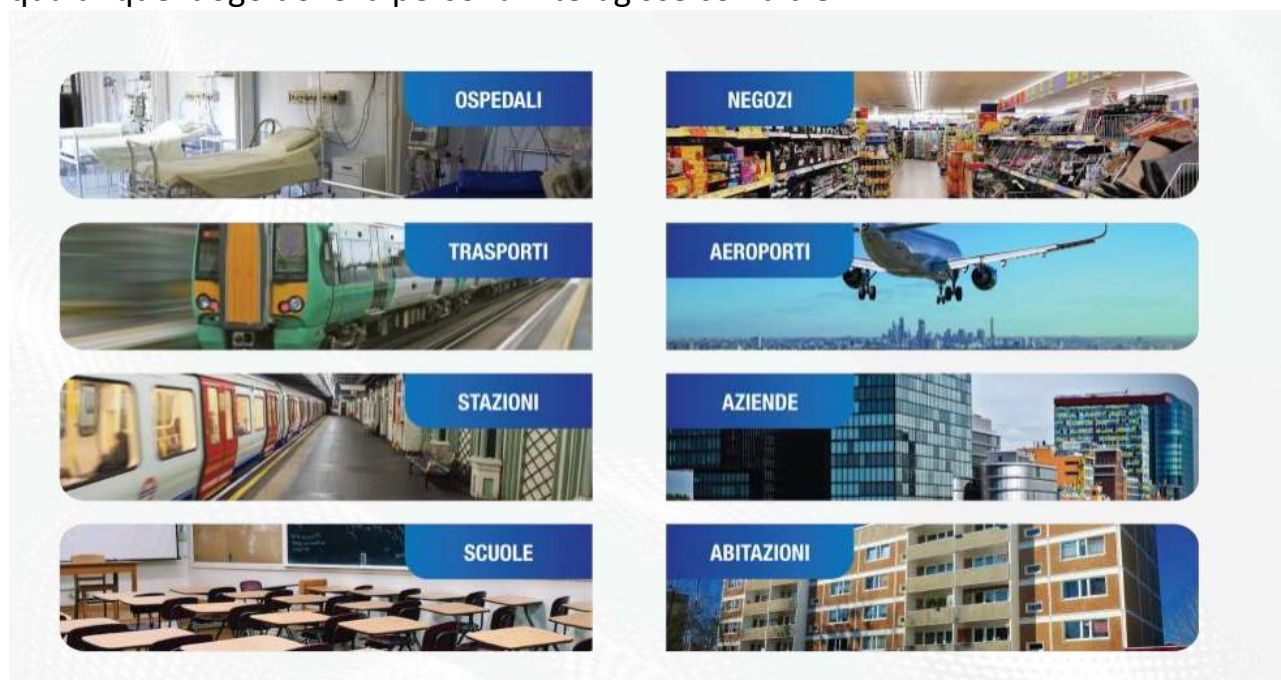 OSPEDALI
NEGOZI
TRASPORTI
AEROPORTI
STAZIONI
AZIENDE
SCUOLE
ABITAZIONI